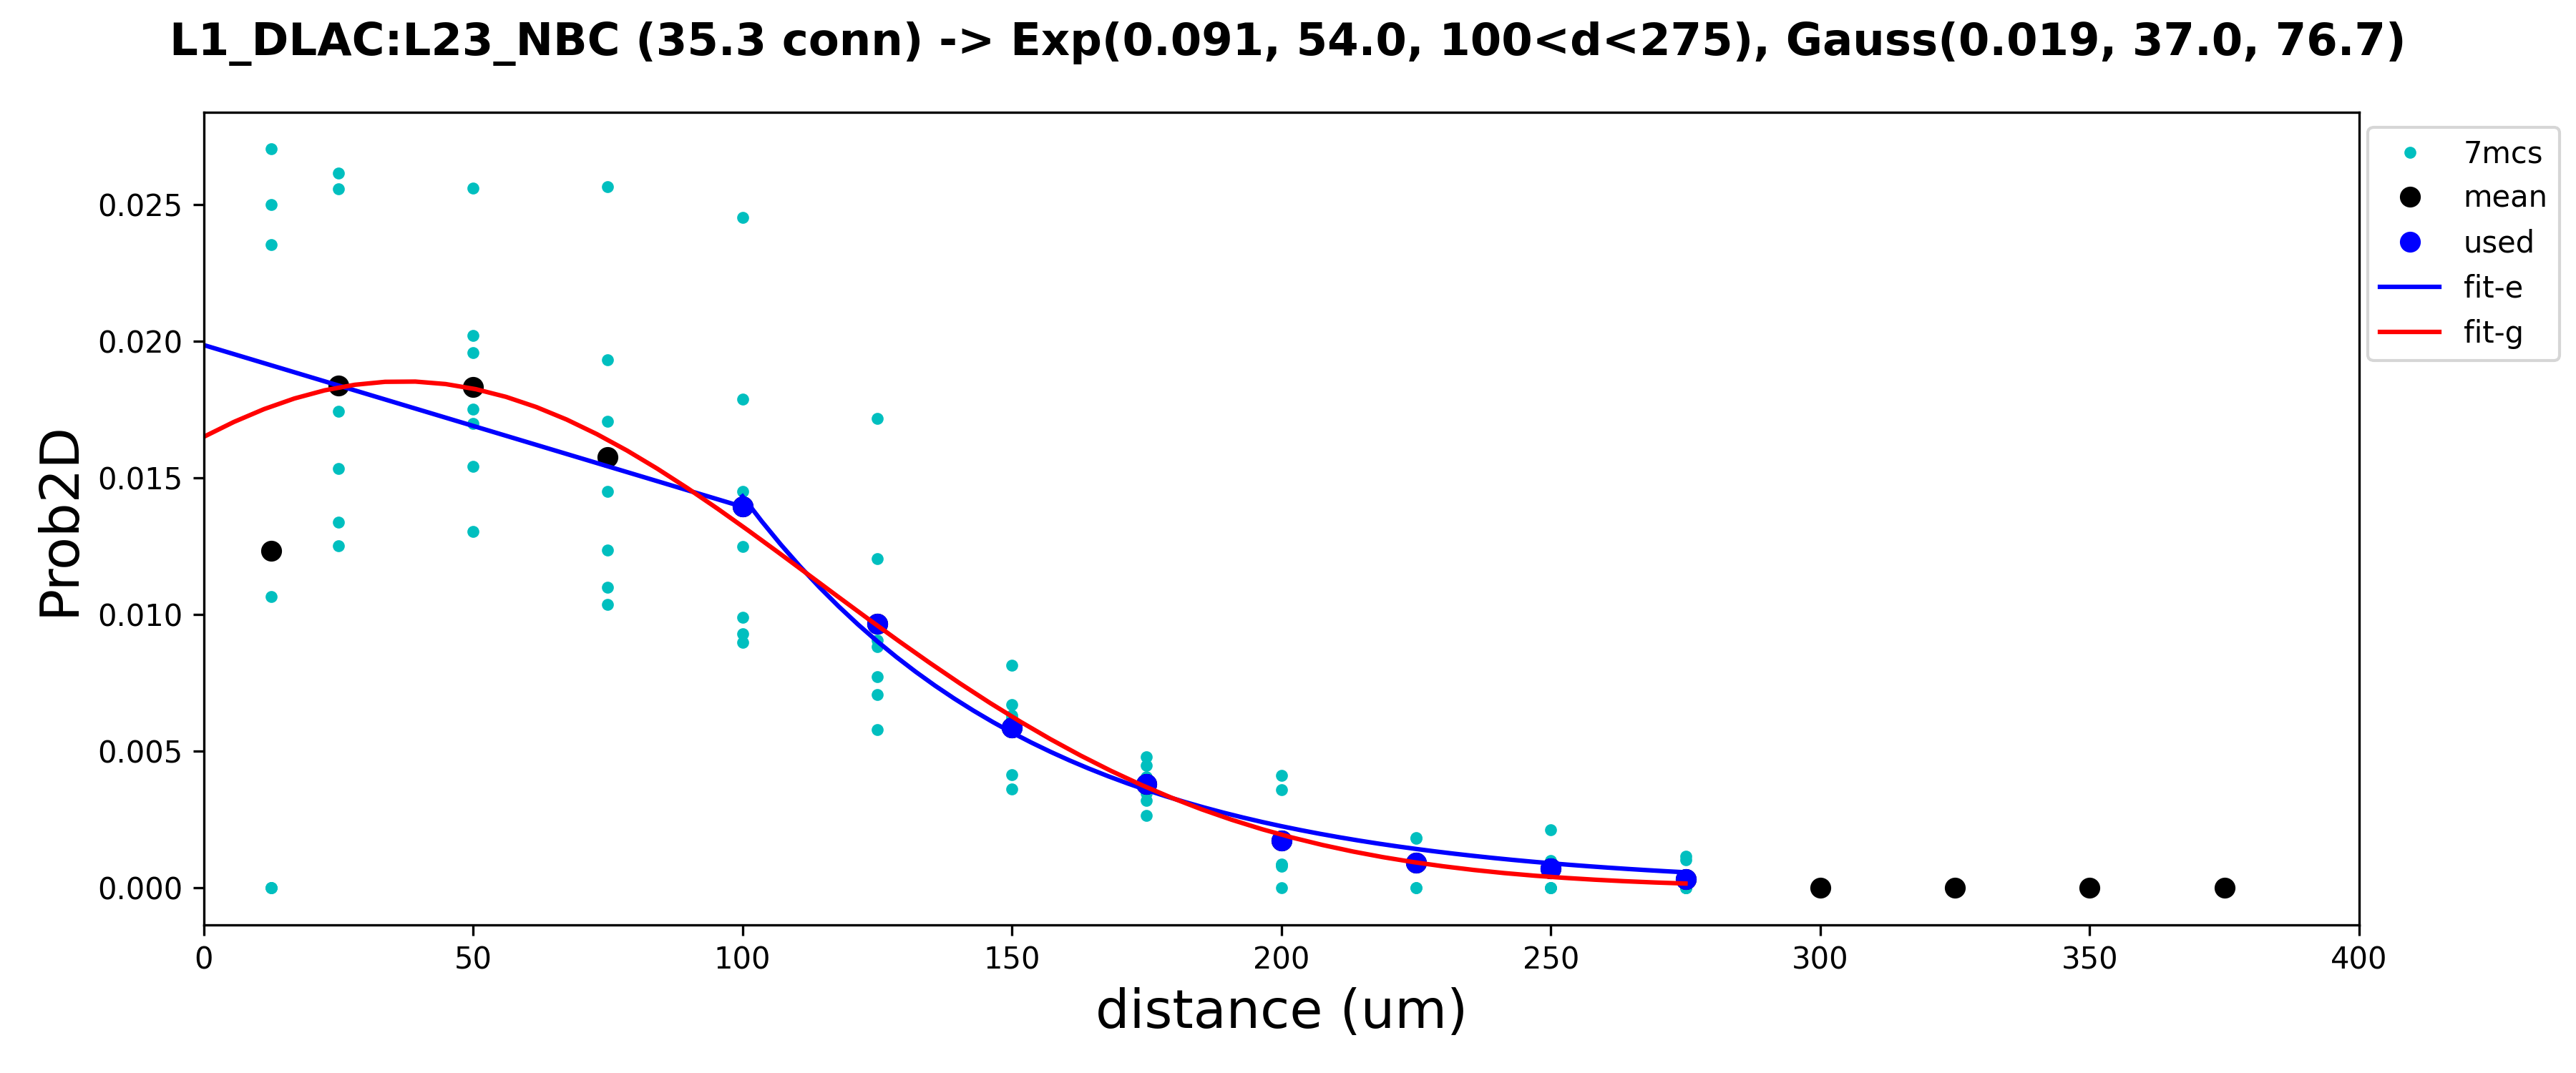 L1_DLAC:L23_NBC (35.3 conn) -> Exp(0.091, 54.0, 100<d<275), Gauss(0.019, 37.0, 76.7)
7mcs
mean
used
fit-e
fit-g
Prob2D
0.025
0.020
0.015
0.010
0.005
0.000
0 50 100 150 200 250 300 350 400
distance (um)